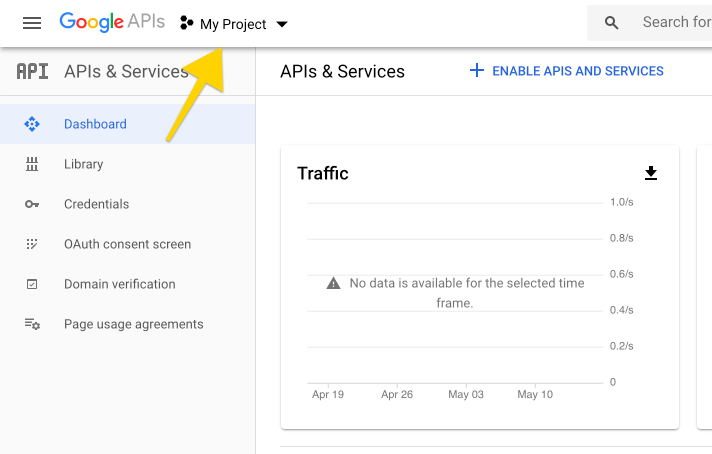 Google APIs My Project Search for
API APIs & Services
APIs & Services ENABLE APIS AND SERVICES
Dashboard
Library
Credentials
OAuth consent screen
Domain verification
Page usage agreements
Traffic
1.0/s
0.8/s
0.6/s
No data is available for the selected time
frame.
0.4/s
0.2/s
0
Apr 19 Apr 26 May 03 May 10